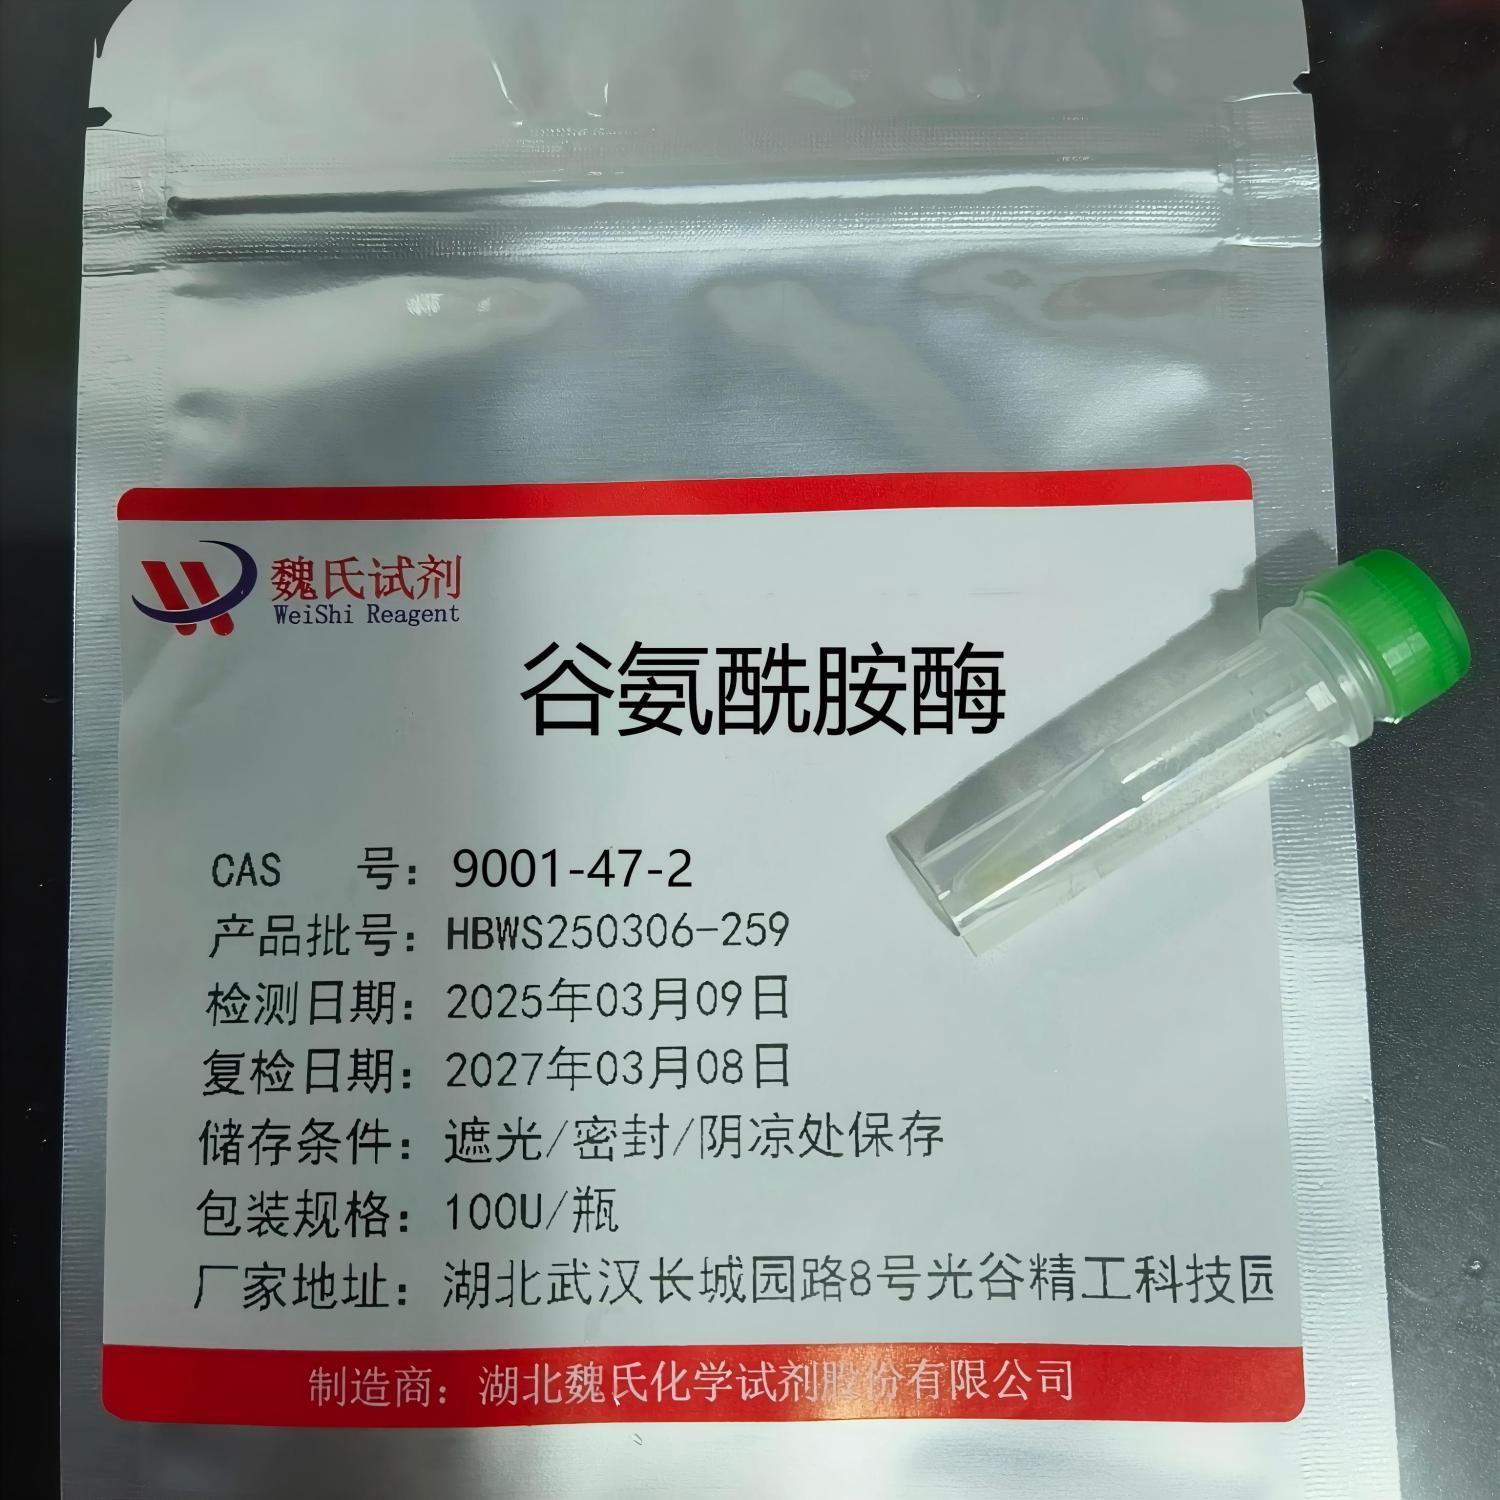 魏氏试剂
WeiShi Reagent
谷氨酰胺酶
CAS 号：9001-47-2
产品批号：HBWS250306-259
检测日期：2025年03月09日
复检日期：2027年03月08日
储存条件：遮光/密封/阴凉处保存
包装规格：100U/瓶
厂家地址：湖北武汉长城园路8号光谷精工科技园
制造商：湖北魏氏化学试剂股份有限公司